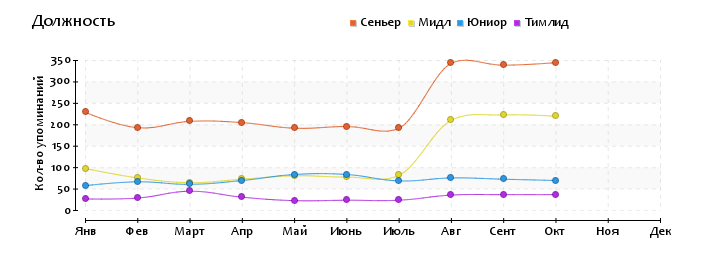 Должность
Сеньер Мидл Юниор Тимлид
Кол-во упоминаний
350
300
250
200
150
100
50
0
Янв Фев Март Апр Май Июнь Июль Авг Сент Окт Ноя Дек